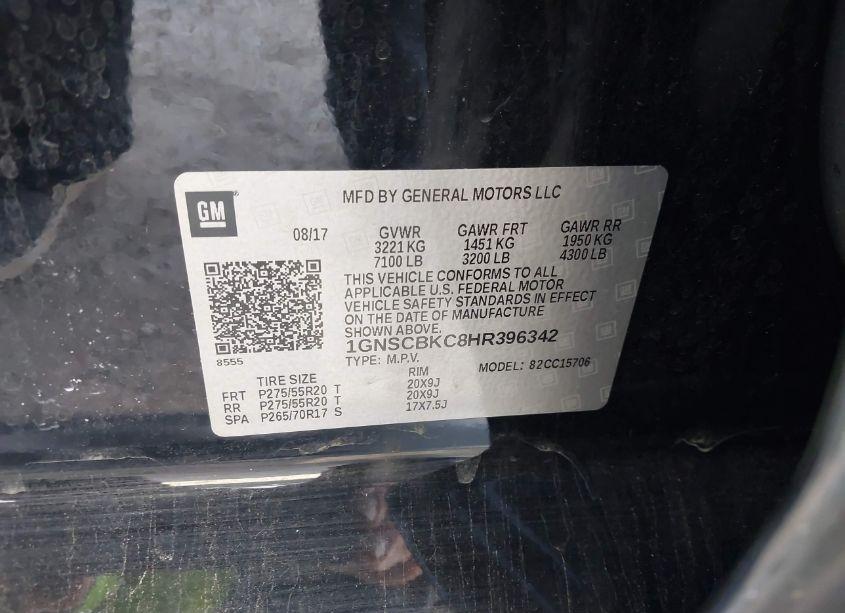 GM
MFD BY GENERAL MOTORS LLC
08/17 GVWR GAWR FRT GAWR RR
3221 KG 1451 KG 1950 KG
7100 LB 3200 LB 4300 LB
THIS VEHICLE CONFORMS TO ALL
APPLICABLE U.S. FEDERAL MOTOR
VEHICLE SAFETY STANDARDS IN EFFECT
ON THE DATE OF MANUFACTURE
SHOWN ABOVE.
1GNSCBKC8HR396342
8555 TYPE: M.P.V. MODEL: 82CC15706
TIRE SIZE RIM
FRT P275/55R20 T 20X9J
RR P275/55R20 T 20X9J
SPA P265/70R17 S 17X7.5J